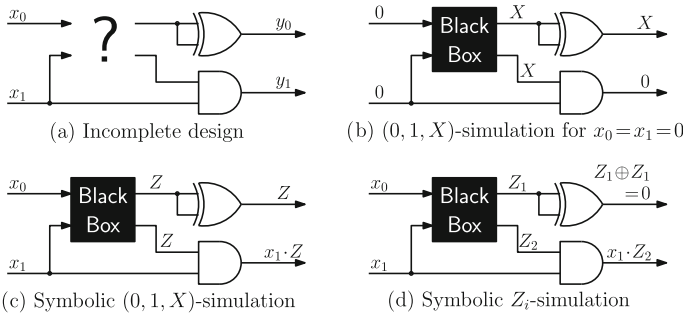 x₀
?
y₀
x₁
y₁
(a) Incomplete design
0
Black
Box
X
X
X
0
0
(b) (0, 1, X)-simulation for x₀=x₁=0
x₀
Black
Box
Z
Z
Z
x₁
x₁·Z
(c) Symbolic (0, 1, X)-simulation
x₀
Black
Box
Z₁
Z₁⊕Z₁
=0
Z₂
x₁
x₁·Z₂
(d) Symbolic Zᵢ-simulation